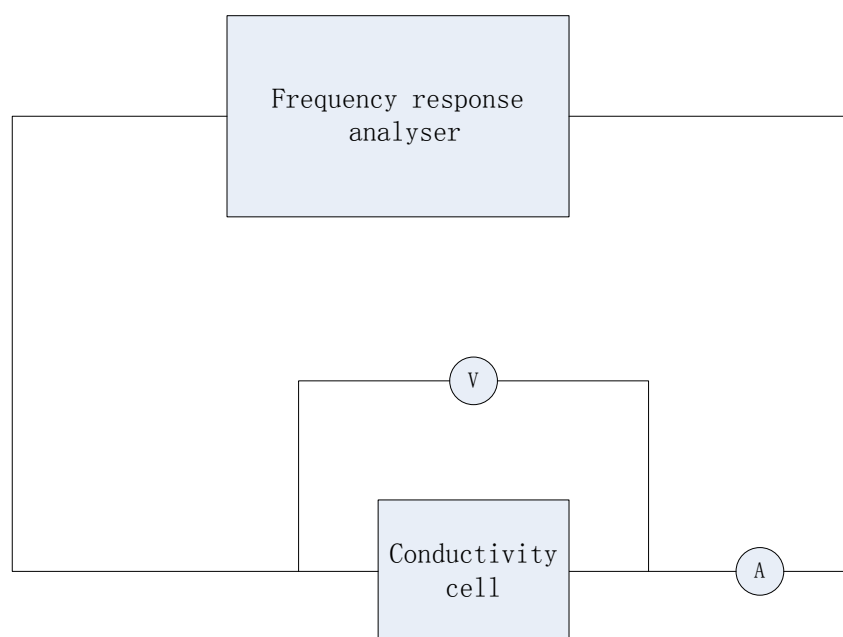 Frequency response
analyser
V
Conductivity
cell
A